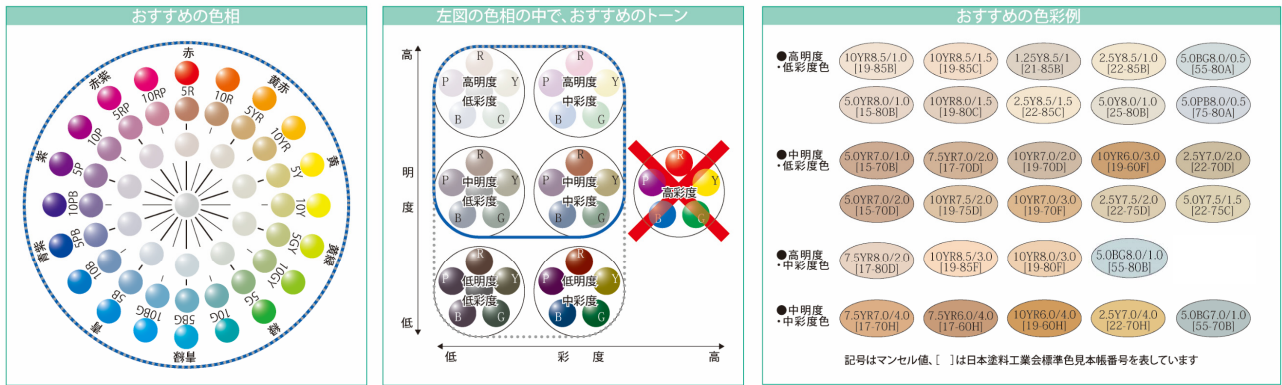 おすすめの色相
赤
黄赤
黄
黄緑
緑
青緑
青
青紫
紫
赤紫
5R
10R
5YR
10YR
5Y
10Y
5GY
10GY
5G
10G
5BG
10BG
5B
10B
5PB
10PB
5P
10P
5RP
10RP
左図の色相の中で、おすすめのトーン
高
明
度
低
低
彩
度
高
R
P 高明度 Y
低彩度
B G
R
P 高明度 Y
中彩度
B G
R
P 中明度 Y
低彩度
B G
R
P 中明度 Y
中彩度
B G
R
P Y
高彩度
B G
R
P 低明度 Y
低彩度
B G
R
P 低明度 Y
中彩度
B G
おすすめの色彩例
●高明度
・低彩度色
10YR8.5/1.0 10YR8.5/1.5 1.25Y8.5/1 2.5Y8.5/1.0 5.0BG8.0/0.5
[19-85B] [19-85C] [21-85B] [22-85B] [55-80A]
5.0YR8.0/1.0 10YR8.0/1.5 2.5Y8.5/1.5 5.0Y8.0/1.0 5.0PB8.0/0.5
[15-80B] [19-80C] [22-85C] [25-80B] [75-80A]
●中明度
・低彩度色
5.0YR7.0/1.0 7.5YR7.0/2.0 10YR7.0/2.0 10YR6.0/3.0 2.5Y7.0/2.0
[15-70B] [17-70D] [19-70D] [19-60F] [22-70D]
5.0YR7.0/2.0 10YR7.5/2.0 10YR7.0/3.0 2.5Y7.5/2.0 5.0Y7.5/1.5
[15-70D] [19-75D] [19-70F] [22-75D] [22-75C]
●高明度
・中彩度色
7.5YR8.0/2.0 10YR8.5/3.0 10YR8.0/3.0 5.0BG8.0/1.0
[17-80D] [19-85F] [19-80F] [55-80B]
●中明度
・中彩度色
7.5YR7.0/4.0 7.5YR6.0/4.0 10YR6.0/4.0 2.5Y7.0/4.0 5.0BG7.0/1.0
[17-70H] [17-60H] [19-60H] [22-70H] [55-70B]
記号はマンセル値、[ ]は日本塗料工業会標準色見本帳番号を表しています